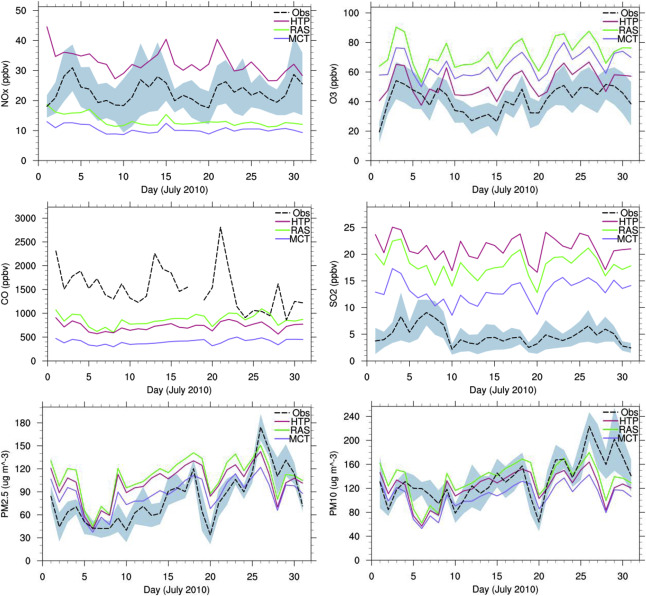 50
40
30
20
10
0
NOx (ppbv)
Obs
HTP
RAS
MCT
0 5 10 15 20 25 30
Day (July 2010)
100
80
60
40
20
0
O3 (ppbv)
Obs
HTP
RAS
MCT
0 5 10 15 20 25 30
Day (July 2010)
3000
2500
2000
1500
1000
500
0
CO (ppbv)
Obs
HTP
RAS
MCT
0 5 10 15 20 25 30
Day (July 2010)
25
20
15
10
5
0
SO2 (ppbv)
Obs
HTP
RAS
MCT
0 5 10 15 20 25 30
Day (July 2010)
180
150
120
90
60
30
0
PM2.5 (ug m^-3)
Obs
HTP
RAS
MCT
0 5 10 15 20 25 30
Day (July 2010)
240
200
160
120
80
40
0
PM10 (ug m^-3)
Obs
HTP
RAS
MCT
0 5 10 15 20 25 30
Day (July 2010)